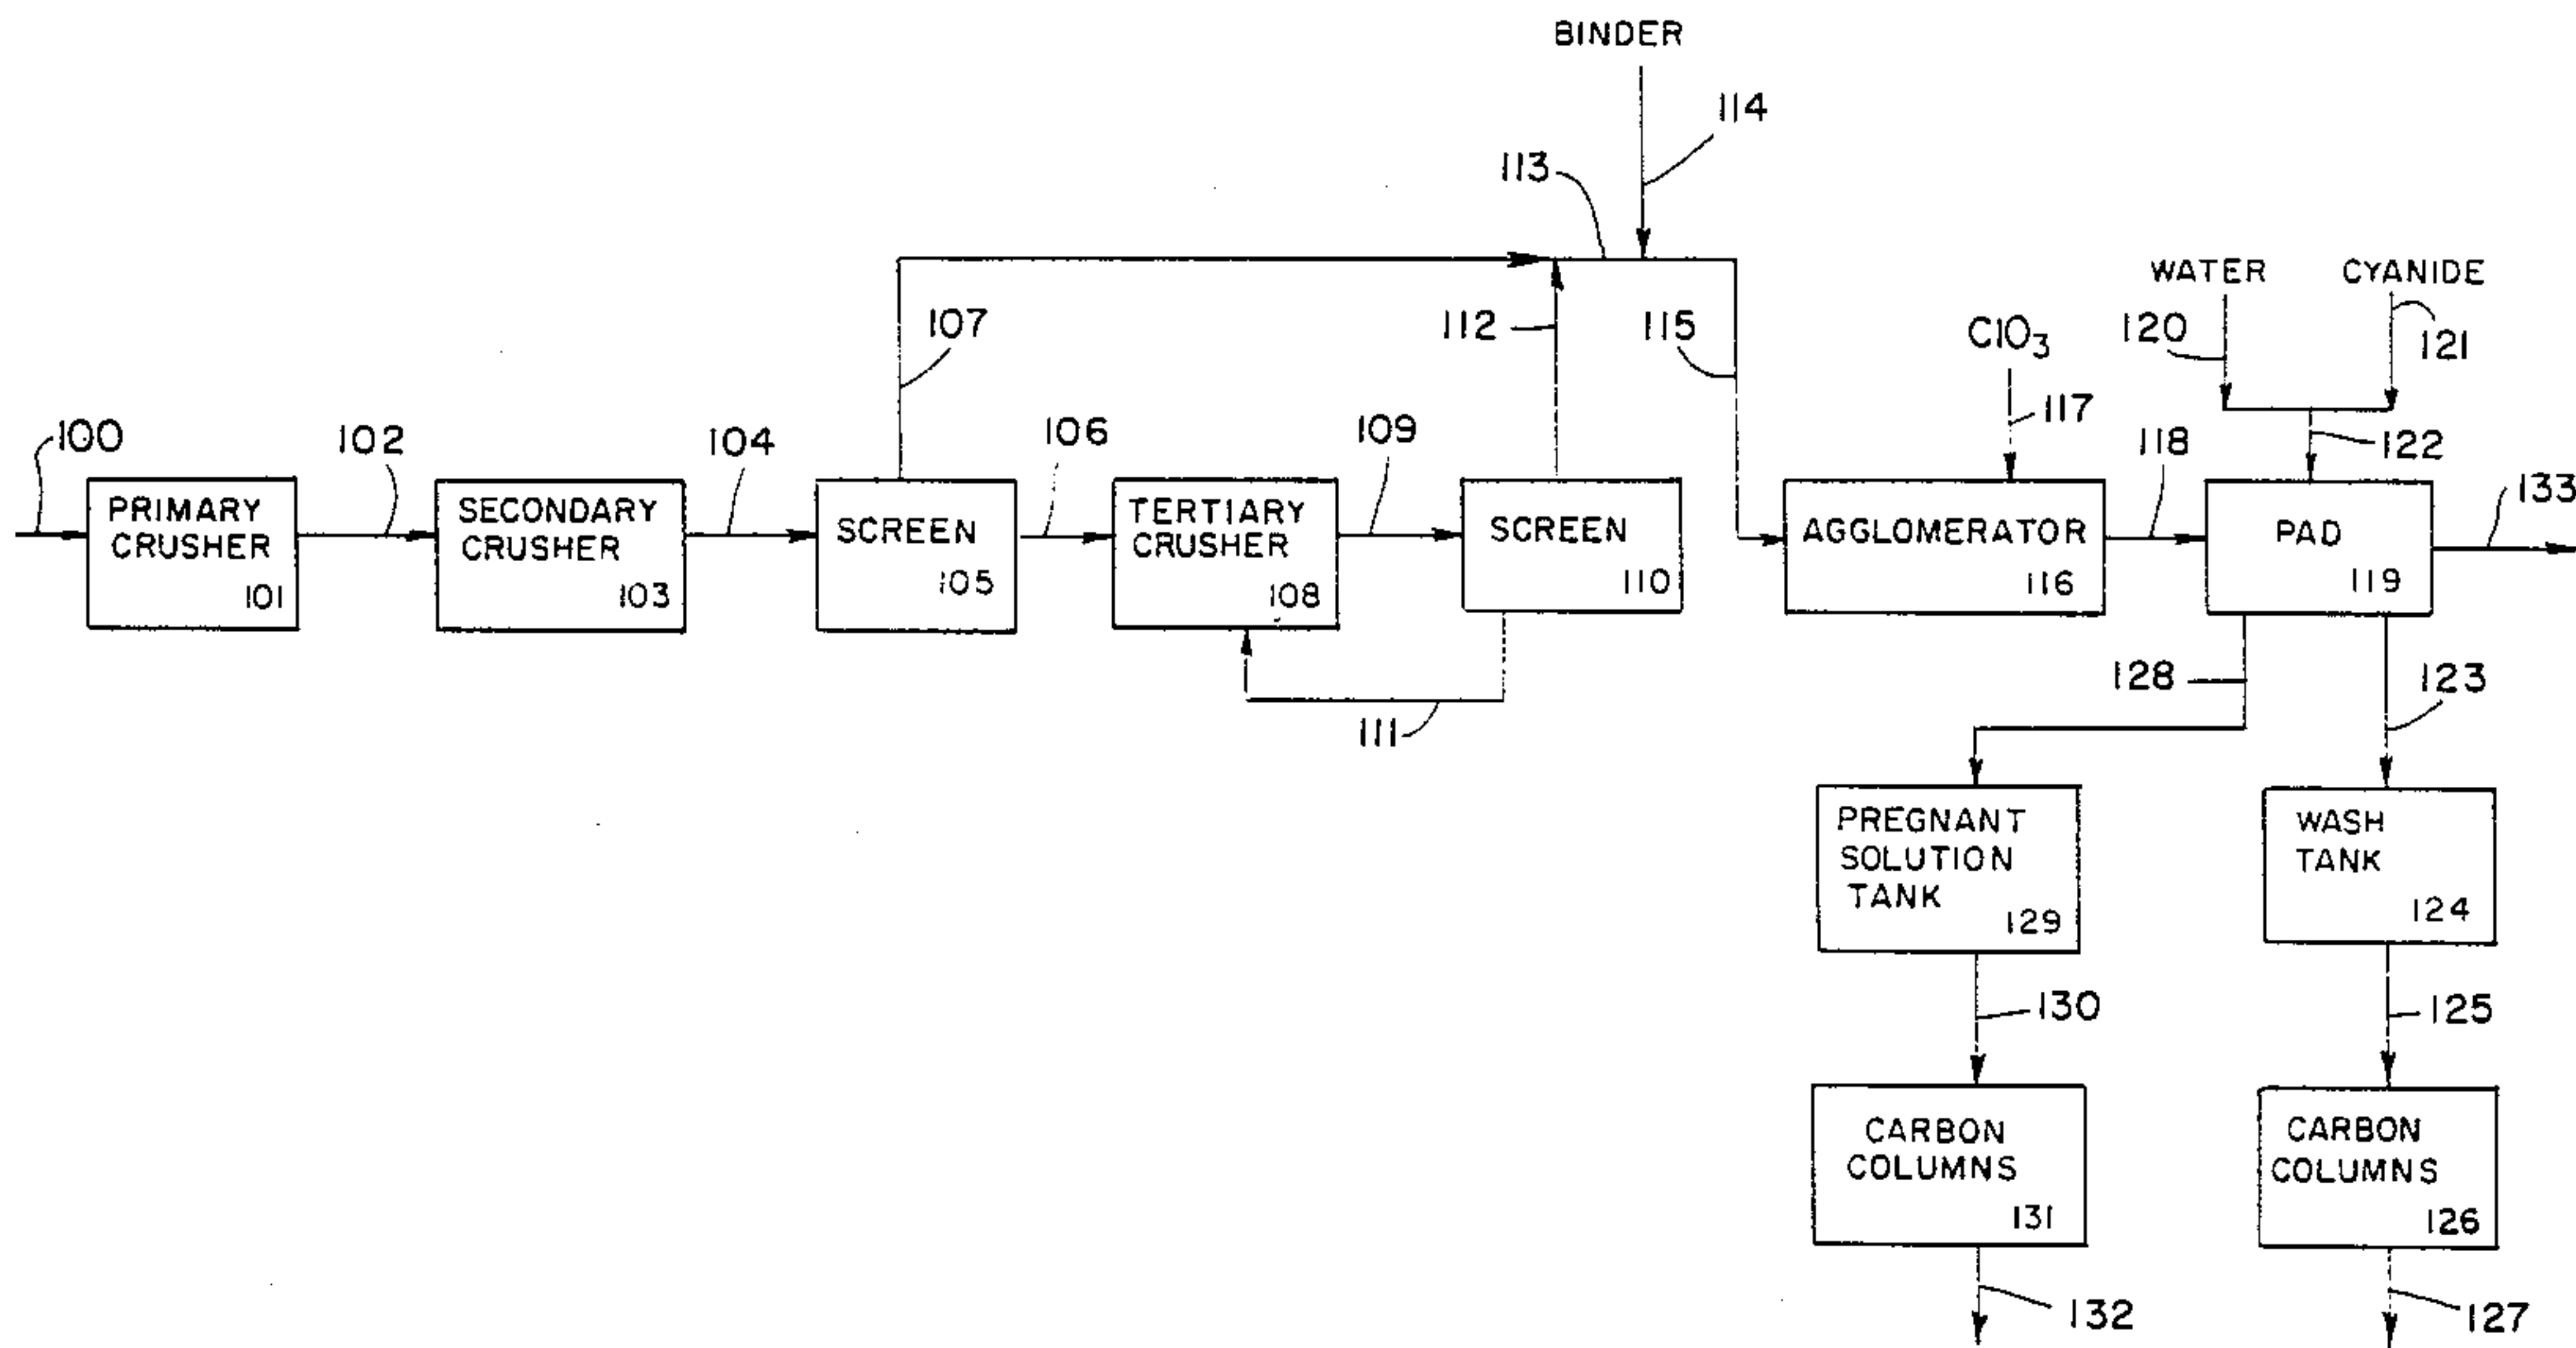 BINDER
114
113
107
112
115
WATER
CYANIDE
120
121
ClO3
117
122
118
133
100
102
104
106
109
PRIMARY
CRUSHER
101
SECONDARY
CRUSHER
103
SCREEN
105
TERTIARY
CRUSHER
108
SCREEN
110
AGGLOMERATOR
116
PAD
119
111
128
123
PREGNANT
SOLUTION
TANK
129
WASH
TANK
124
130
125
CARBON
COLUMNS
131
CARBON
COLUMNS
126
132
127